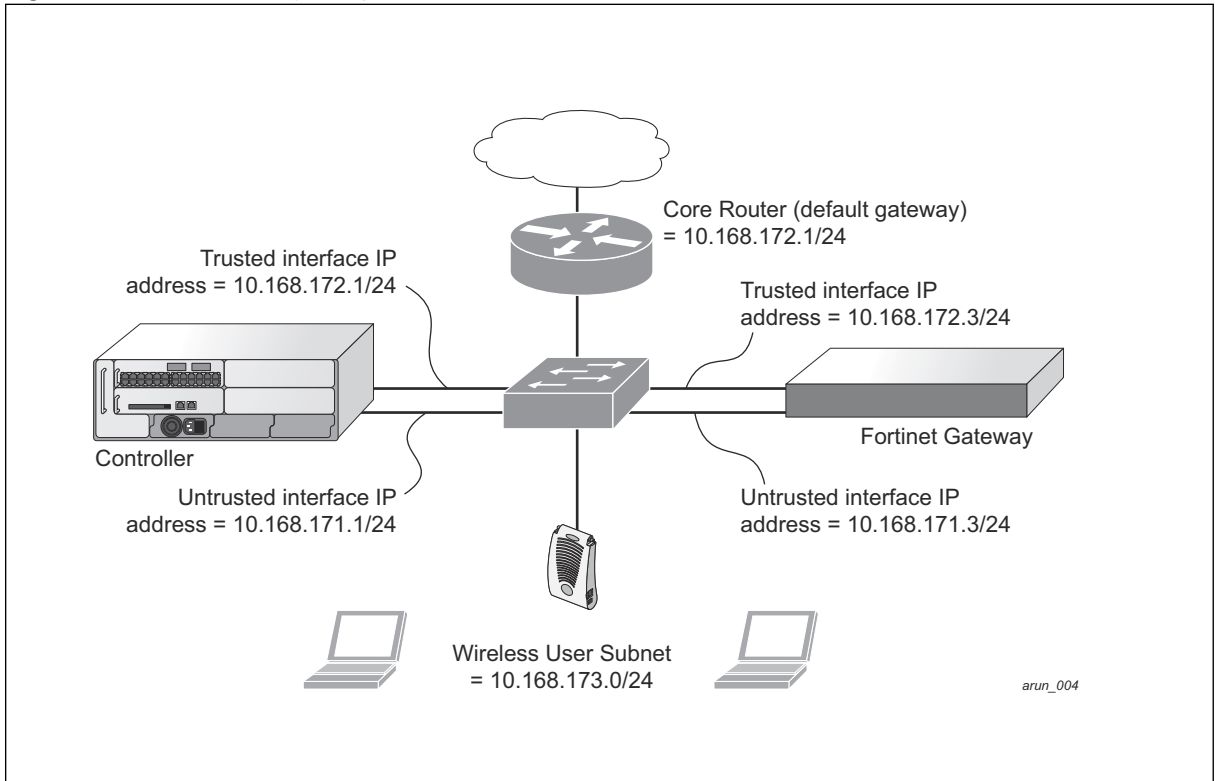 Core Router (default gateway)
= 10.168.172.1/24
Trusted interface IP
address = 10.168.172.1/24
Trusted interface IP
address = 10.168.172.3/24
Controller
Fortinet Gateway
Untrusted interface IP
address = 10.168.171.1/24
Untrusted interface IP
address = 10.168.171.3/24
Wireless User Subnet
= 10.168.173.0/24
arun_004